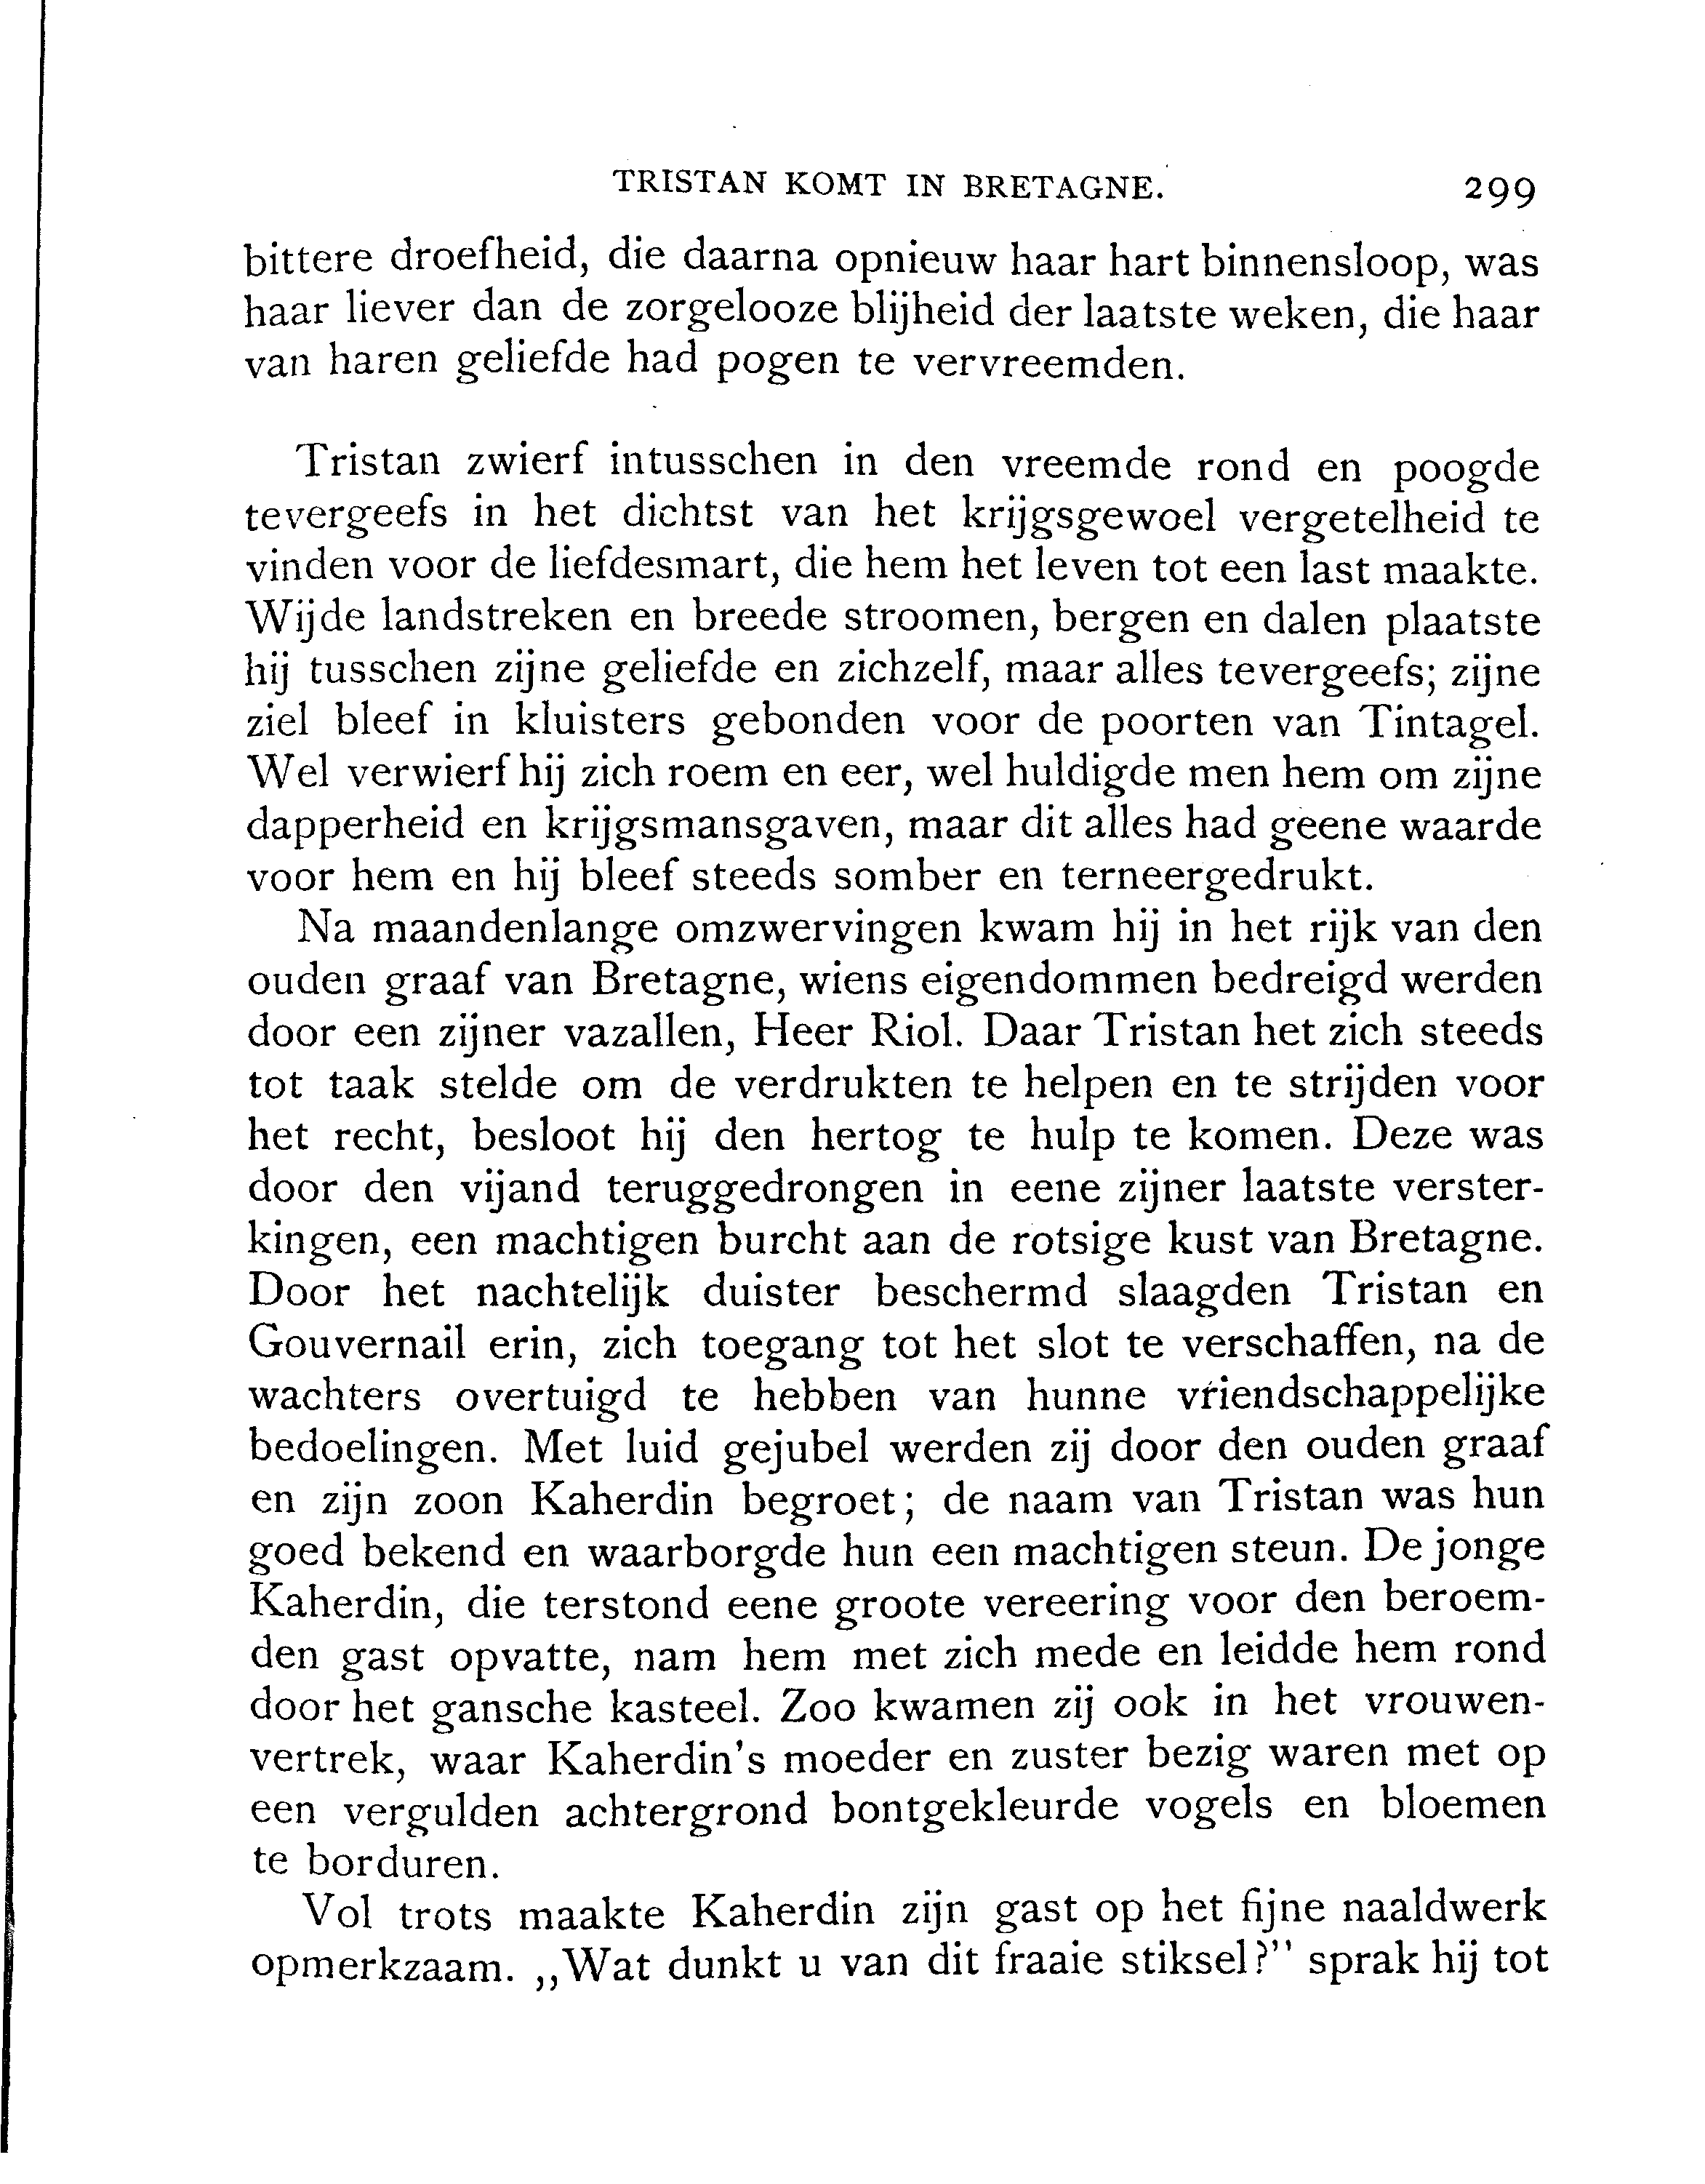 TRISTAN KOMT IN BRETAGNE. 299
bittere droefheid, die daarna opnieuw haar hart binnensloop, was
haar liever dan de zorgelooze blijheid der laatste weken, die haar
van haren geliefde had pogen te vervreemden.
Tristan zwierf intusschen in den vreemde rond en poogde
tevergeefs in het dichtst van het krijgsgewoel vergetelheid te
vinden voor de liefdesmart, die hem het leven tot een last maakte.
Wijde landstreken en breede stroomen, bergen en dalen plaatste
hij tusschen zijne geliefde en zichzelf, maar alles tevergeefs; zijne
ziel bleef in kluisters gebonden voor de poorten van Tintagel.
Wel verwierf hij zich roem en eer, wel huldigde men hem om zijne
dapperheid en krijgsmansgaven, maar dit alles had geene waarde
voor hem en hij bleef steeds somber en terneergedrukt.
Na maandenlange omzwervingen kwam hij in het rijk van den
ouden graaf van Bretagne, wiens eigendommen bedreigd werden
door een zijner vazallen, Heer Riol. Daar Tristan het zich steeds
tot taak stelde om de verdrukten te helpen en te strijden voor
het recht, besloot hij den hertog te hulp te komen. Deze was
door den vijand teruggedrongen in eene zijner laatste verster-
kingen, een machtigen burcht aan de rotsige kust van Bretagne.
Door het nachtelijk duister beschermd slaagden Tristan en
Gouvernail erin, zich toegang tot het slot te verschaffen, na de
wachters overtuigd te hebben van hunne vriendschappelijke
bedoelingen. Met luid gejubel werden zij door den ouden graaf
en zijn zoon Kaherdin begroet; de naam van Tristan was hun
goed bekend en waarborgde hun een machtigen steun. De jonge
Kaherdin, die terstond eene groote vereering voor den beroem-
den gast opvatte, nam hem met zich mede en leidde hem rond
door het gansche kasteel. Zoo kwamen zij ook in het vrouwen-
vertrek, waar Kaherdin's moeder en zuster bezig waren met op
een vergulden achtergrond bontgekleurde vogels en bloemen
te borduren.
Vol trots maakte Kaherdin zijn gast op het fijne naaldwerk
opmerkzaam. ,,Wat dunkt u van dit fraaie stiksel?'' sprak hij tot